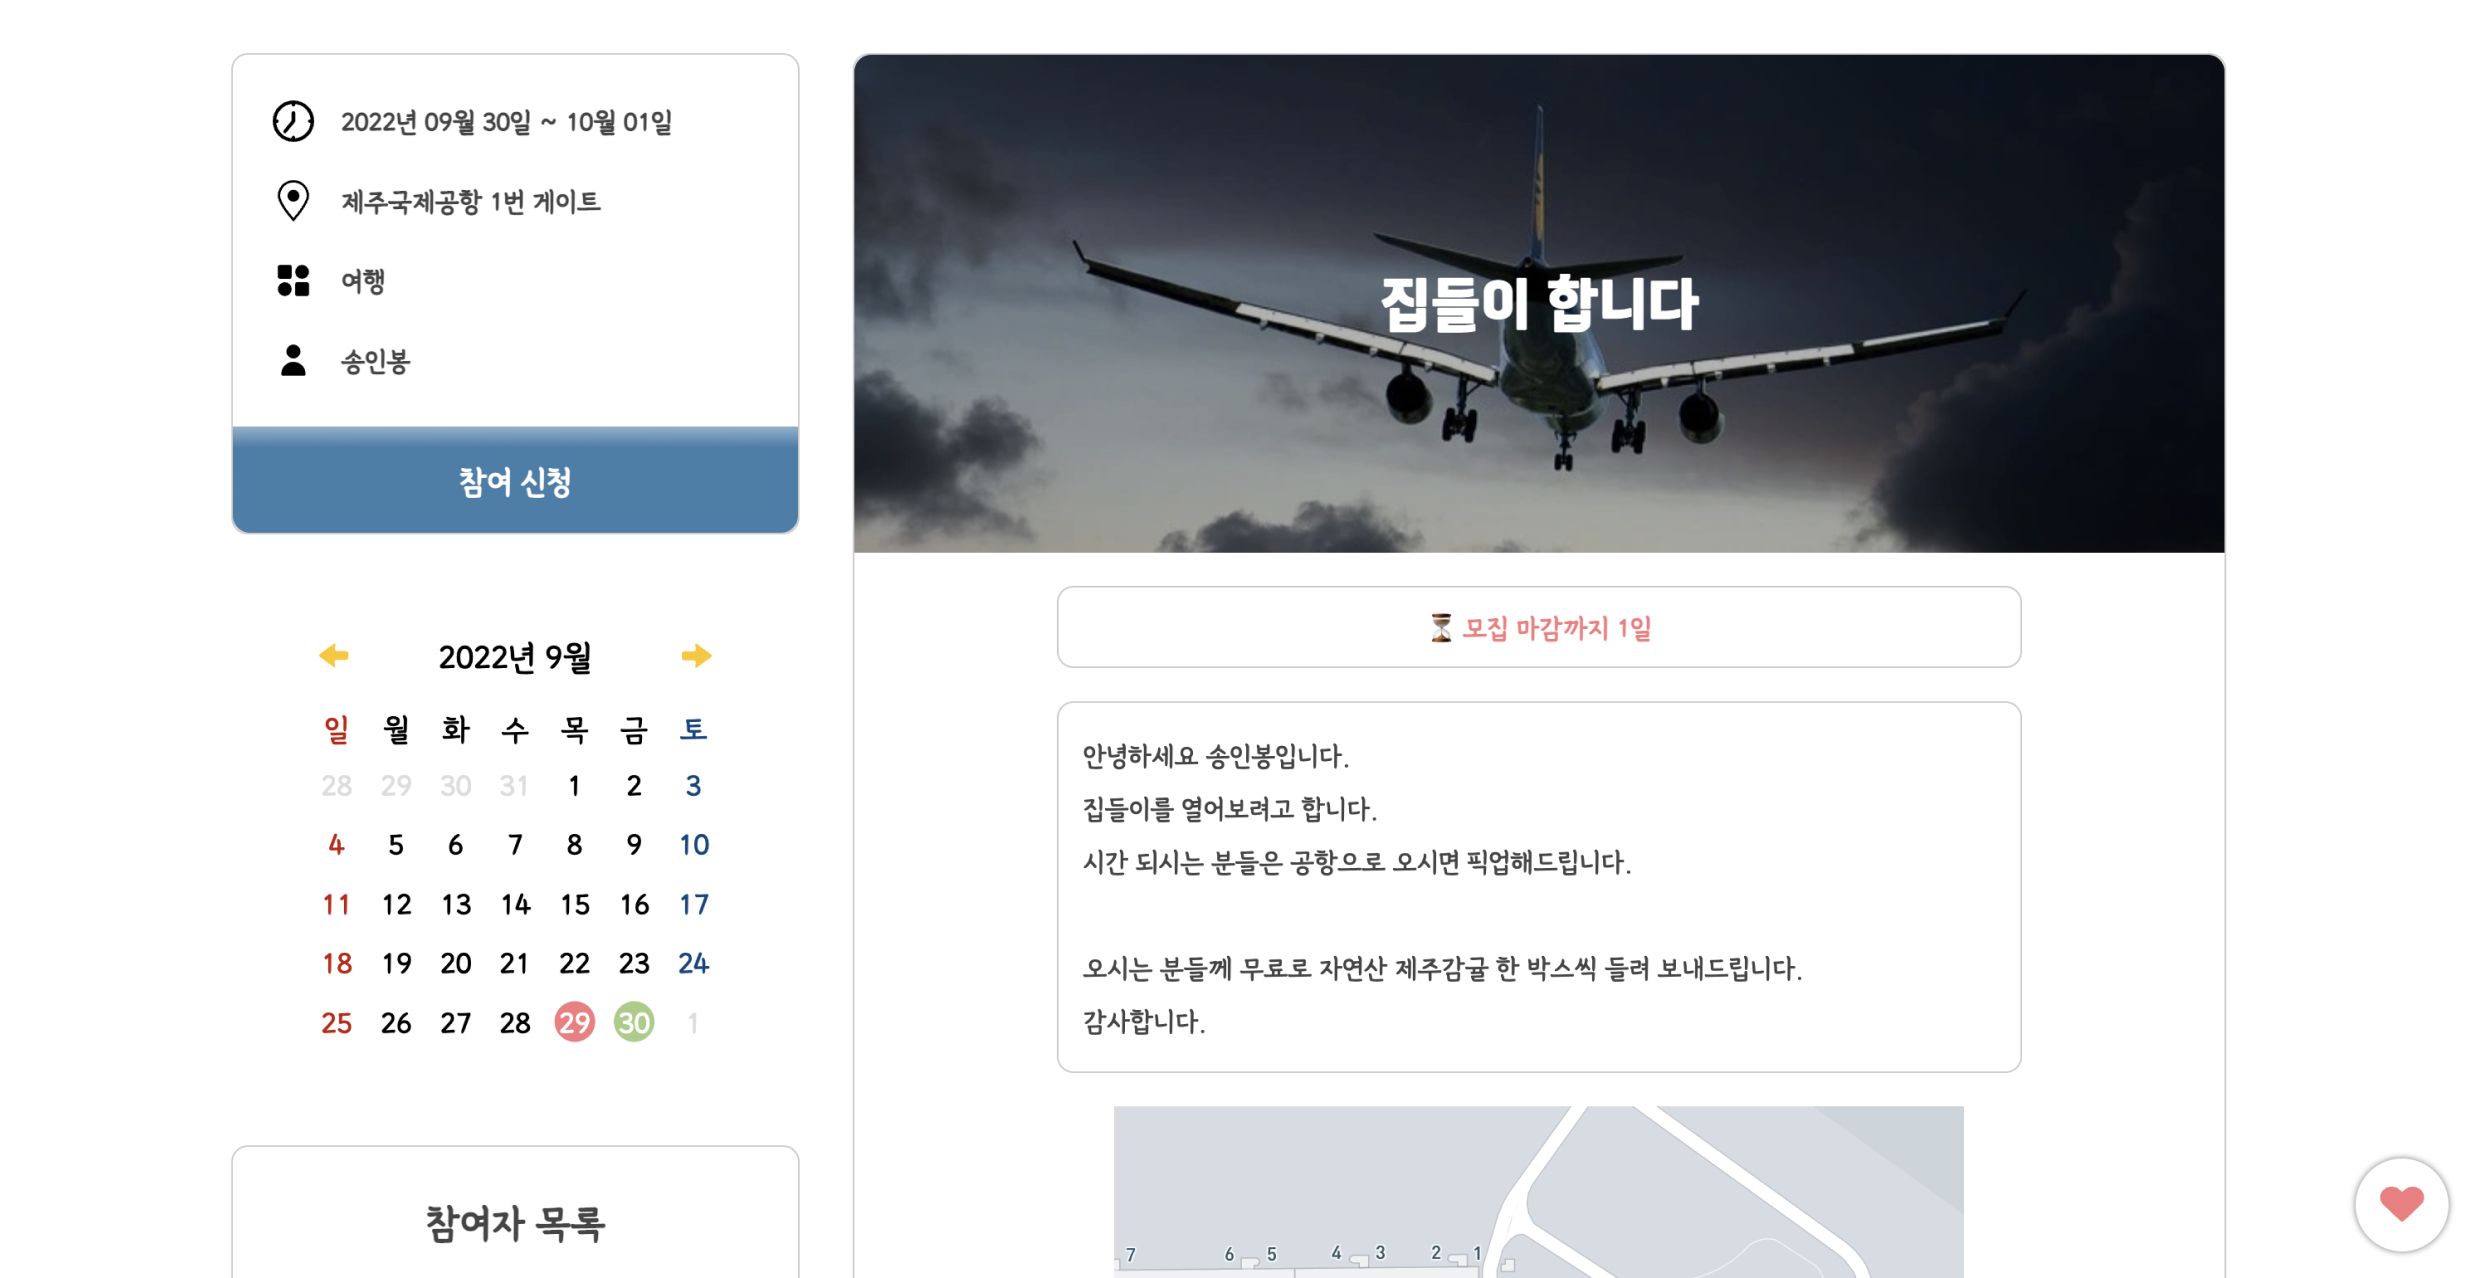 2022년 09월 30일 ~ 10월 01일
제주국제공항 1번 게이트
여행
송인봉
참여 신청
2022년 9월
일 월 화 수 목 금 토
28 29 30 31 1 2 3
4 5 6 7 8 9 10
11 12 13 14 15 16 17
18 19 20 21 22 23 24
25 26 27 28 29 30 1
참여자 목록
집들이 합니다
⏳ 모집 마감까지 1일
안녕하세요 송인봉입니다.
집들이를 열어보려고 합니다.
시간 되시는 분들은 공항으로 오시면 픽업해드립니다.
오시는 분들께 무료로 자연산 제주감귤 한 박스씩 들려 보내드립니다.
감사합니다.
7 6 5 4 3 2 1